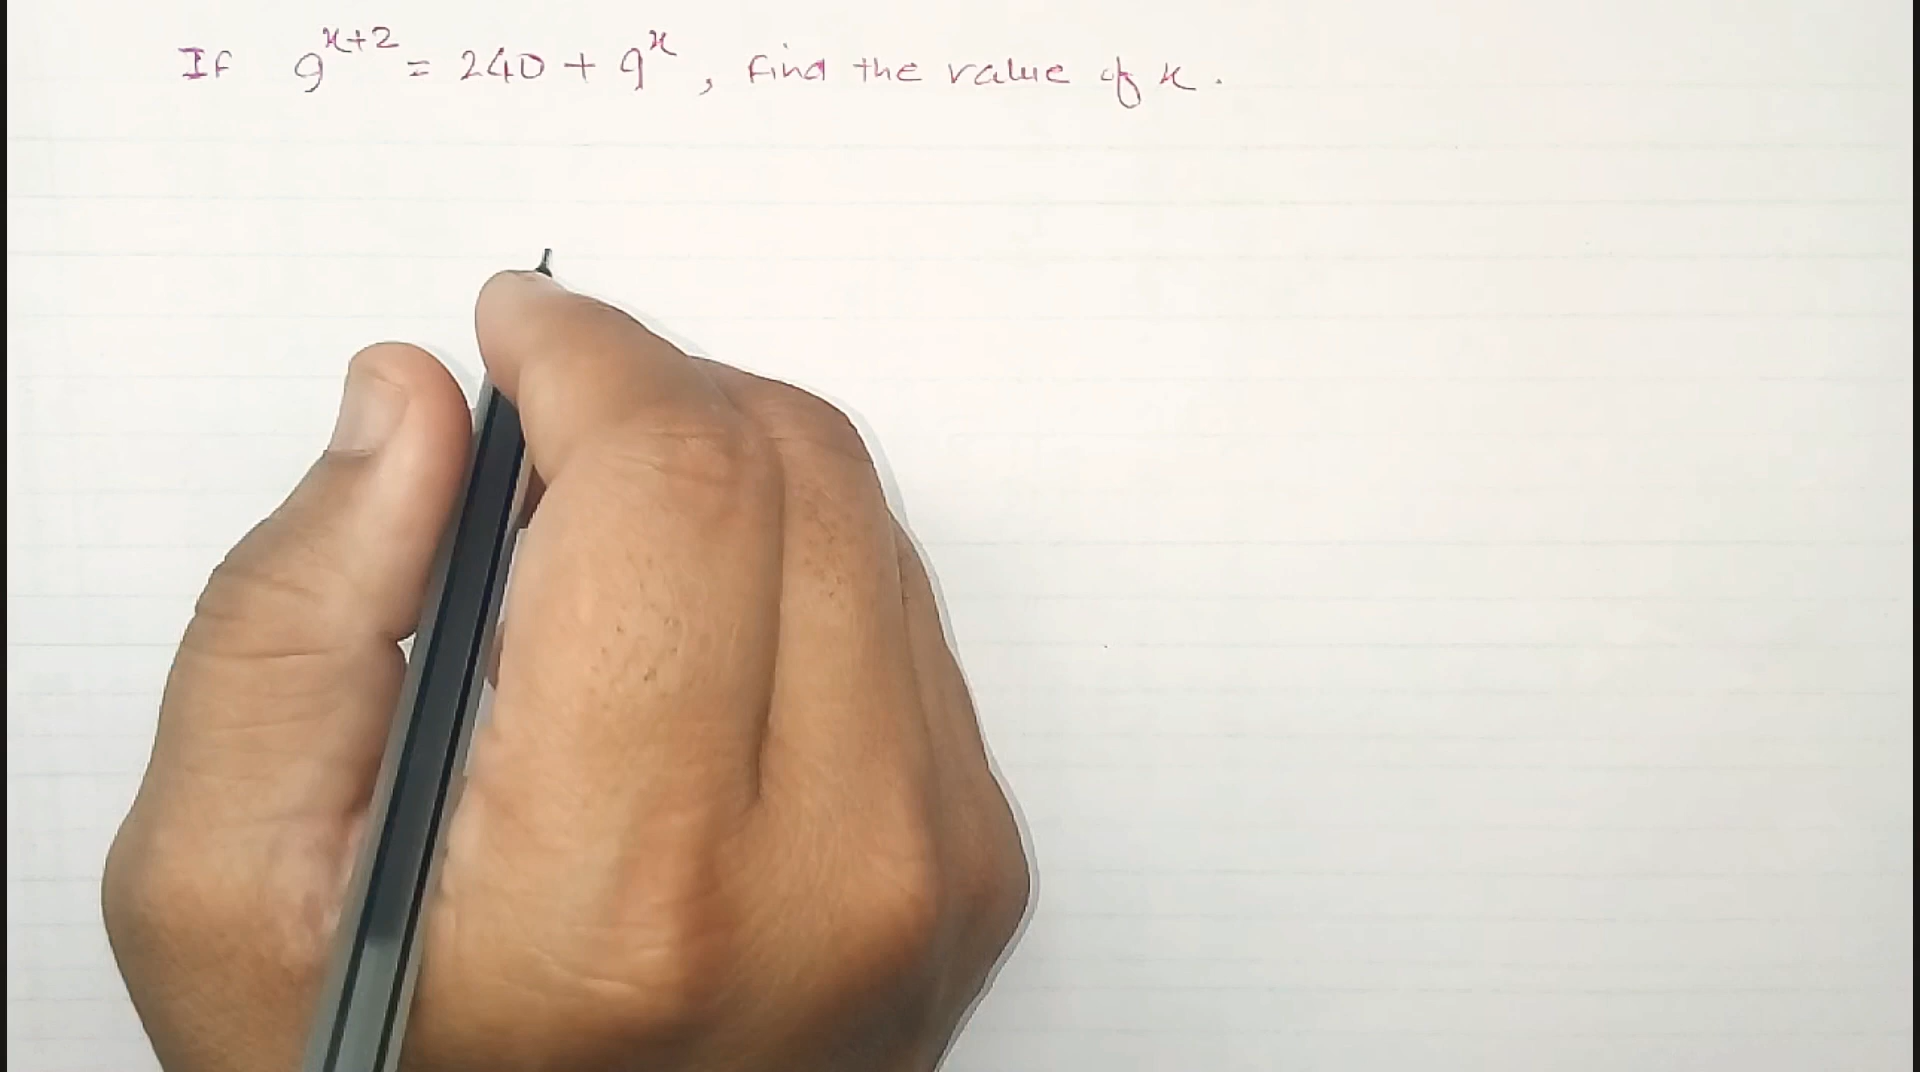 If 9^{x+2} = 240 + 9^x, find the value of x.